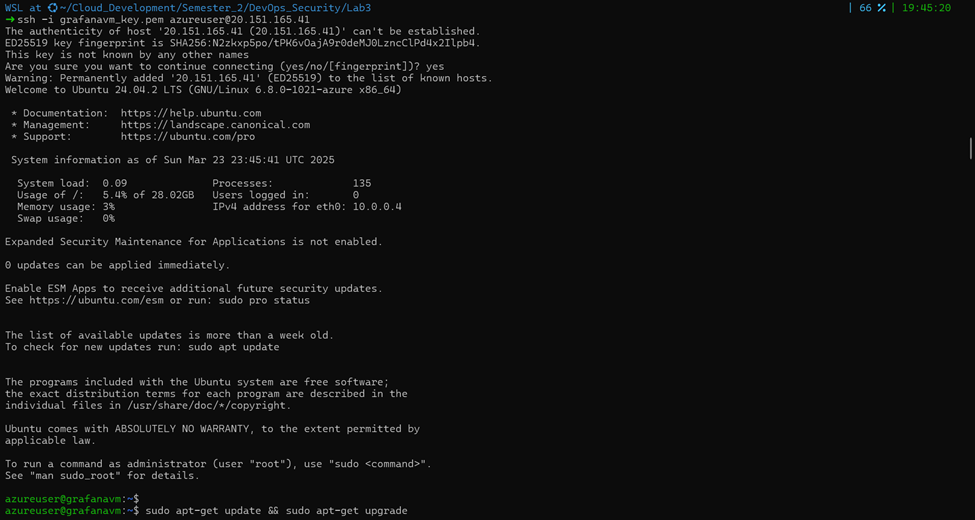 WSL at ~/Cloud_Development/Semester_2/DevOps_Security/Lab3 | 66 % | 19:45:20
➜ssh -i grafanavm_key.pem azureuser@20.151.165.41
The authenticity of host '20.151.165.41 (20.151.165.41)' can't be established.
ED25519 key fingerprint is SHA256:N2zkxp5po/tPK6vOajA9r0deMJ0LzncClPd4x2Ilpb4.
This key is not known by any other names
Are you sure you want to continue connecting (yes/no/[fingerprint])? yes
Warning: Permanently added '20.151.165.41' (ED25519) to the list of known hosts.
Welcome to Ubuntu 24.04.2 LTS (GNU/Linux 6.8.0-1021-azure x86_64)
* Documentation: https://help.ubuntu.com
* Management: https://landscape.canonical.com
* Support: https://ubuntu.com/pro
System information as of Sun Mar 23 23:45:41 UTC 2025
System load: 0.09 Processes: 135
Usage of /: 5.4% of 28.02GB Users logged in: 0
Memory usage: 3% IPv4 address for eth0: 10.0.0.4
Swap usage: 0%
Expanded Security Maintenance for Applications is not enabled.
0 updates can be applied immediately.
Enable ESM Apps to receive additional future security updates.
See https://ubuntu.com/esm or run: sudo pro status
The list of available updates is more than a week old.
To check for new updates run: sudo apt update
The programs included with the Ubuntu system are free software;
the exact distribution terms for each program are described in the
individual files in /usr/share/doc/*/copyright.
Ubuntu comes with ABSOLUTELY NO WARRANTY, to the extent permitted by
applicable law.
To run a command as administrator (user "root"), use "sudo <command>".
See "man sudo_root" for details.
azureuser@grafanavm:~$
azureuser@grafanavm:~$ sudo apt-get update && sudo apt-get upgrade